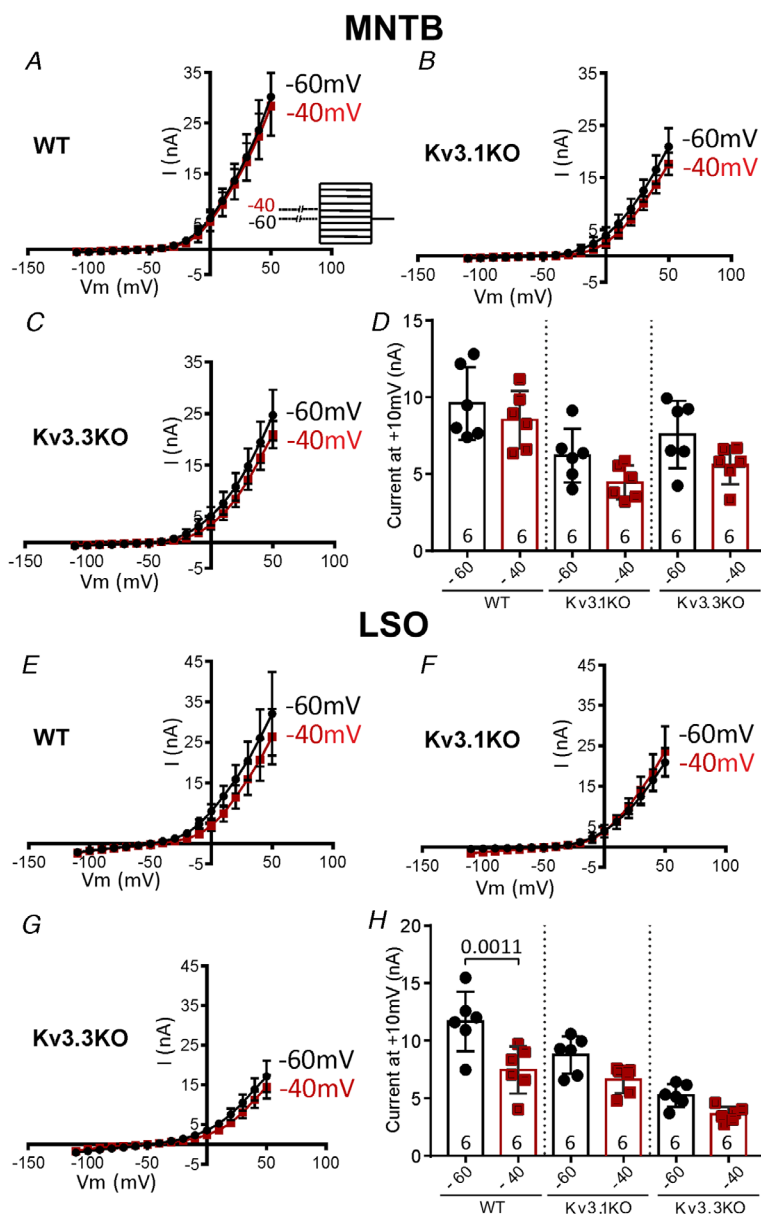 MNTB
A
B
WT
I (nA)
35
25
15
5
-5
-150
-100
-50
50
100
Vm (mV)
-60mV
-40mV
-40
-60
Kv3.1KO
I (nA)
35
25
15
5
-5
-150
-100
-50
50
100
Vm (mV)
-60mV
-40mV
C
D
Kv3.3KO
I (nA)
35
25
15
5
-5
-150
-100
-50
50
100
Vm (mV)
-60mV
-40mV
Current at +10mV (nA)
15
10
5
0
6 6 6 6 6 6
-60 -40 -60 -40 -60 -40
WT Kv3.1KO Kv3.3KO
LSO
E
F
WT
I (nA)
45
35
25
15
5
-5
-150
-100
-50
50
100
Vm (mV)
-60mV
-40mV
Kv3.1KO
I (nA)
45
35
25
15
5
-5
-150
-100
-50
50
100
Vm (mV)
-60mV
-40mV
G
H
Kv3.3KO
I (nA)
45
35
25
15
5
-5
-150
-100
-50
50
100
Vm (mV)
-60mV
-40mV
Current at +10mV (nA)
20
15
10
5
0
0.0011
6 6 6 6 6 6
-60 -40 -60 -40 -60 -40
WT Kv3.1KO Kv3.3KO